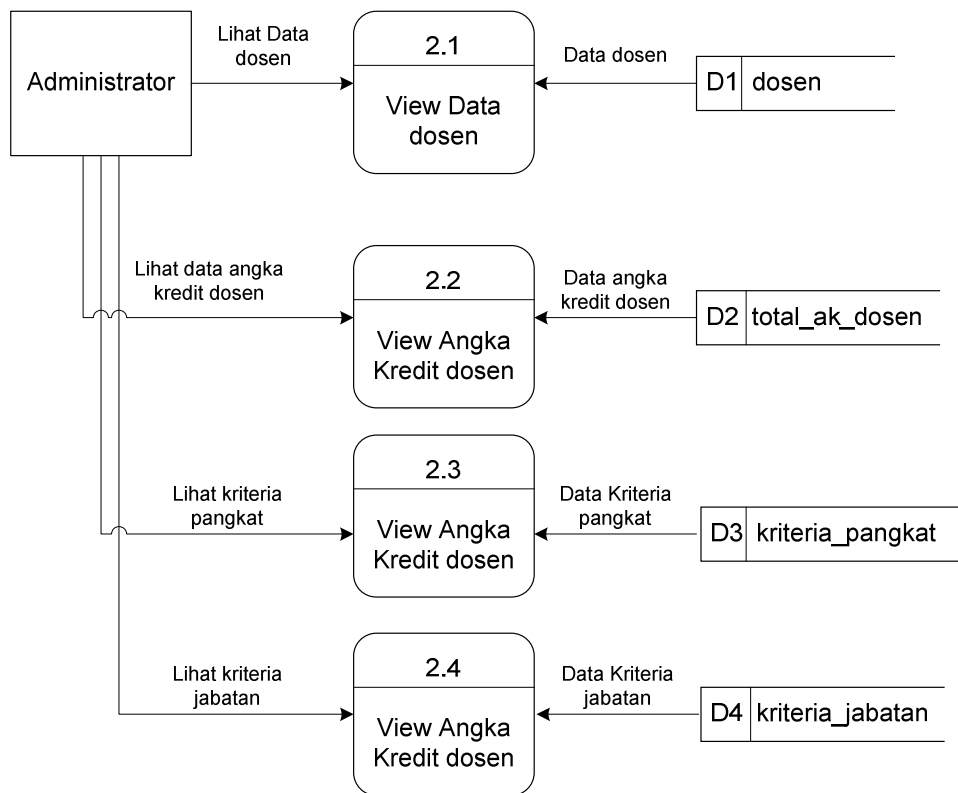 Administrator
Lihat Data
dosen
2.1
View Data
dosen
Data dosen
D1 dosen
Lihat data angka
kredit dosen
2.2
View Angka
Kredit dosen
Data angka
kredit dosen
D2 total_ak_dosen
Lihat kriteria
pangkat
2.3
View Angka
Kredit dosen
Data Kriteria
pangkat
D3 kriteria_pangkat
Lihat kriteria
jabatan
2.4
View Angka
Kredit dosen
Data Kriteria
jabatan
D4 kriteria_jabatan